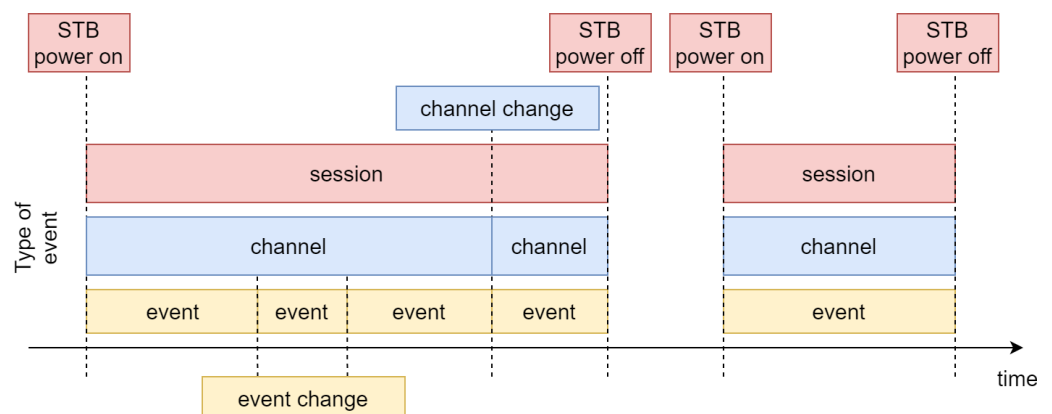 STB
power on
STB
power off
STB
power on
STB
power off
channel change
session
session
Type of
event
channel
channel
channel
event
event
event
event
event
time
event change